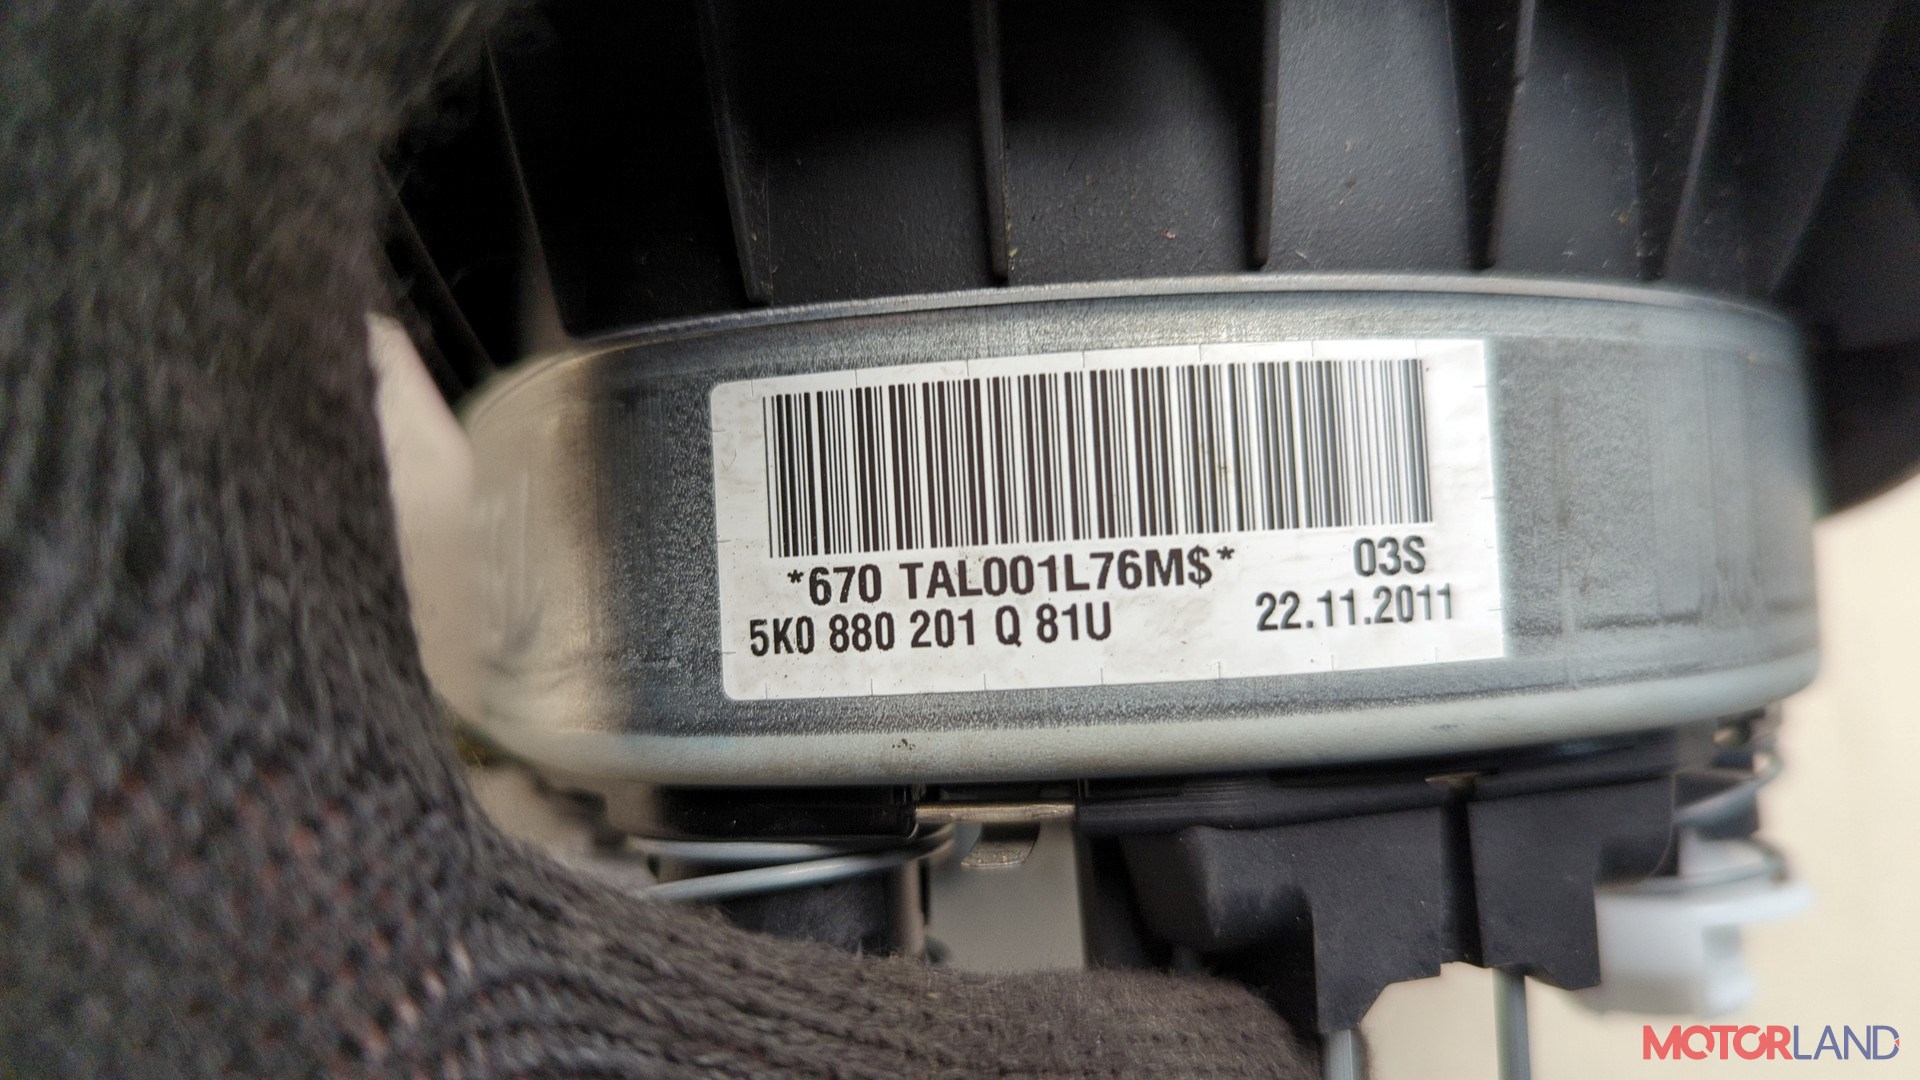 *670 TAL001L76M$* 03S
5K0 880 201 Q 81U 22.11.2011
MOTORLAND